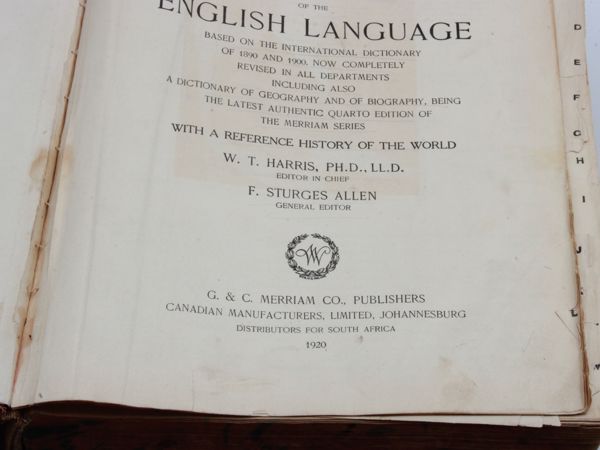 OF THE
ENGLISH LANGUAGE
BASED ON THE INTERNATIONAL DICTIONARY
OF 1890 AND 1900. NOW COMPLETELY
REVISED IN ALL DEPARTMENTS
INCLUDING ALSO
A DICTIONARY OF GEOGRAPHY AND OF BIOGRAPHY, BEING
THE LATEST AUTHENTIC QUARTO EDITION OF
THE MERRIAM SERIES
WITH A REFERENCE HISTORY OF THE WORLD
W. T. HARRIS, PH.D., LL.D.
EDITOR IN CHIEF
F. STURGES ALLEN
GENERAL EDITOR
W
G. & C. MERRIAM CO., PUBLISHERS
CANADIAN MANUFACTURERS, LIMITED, JOHANNESBURG
DISTRIBUTORS FOR SOUTH AFRICA
1920
D
E
F
G
H
I
J
L